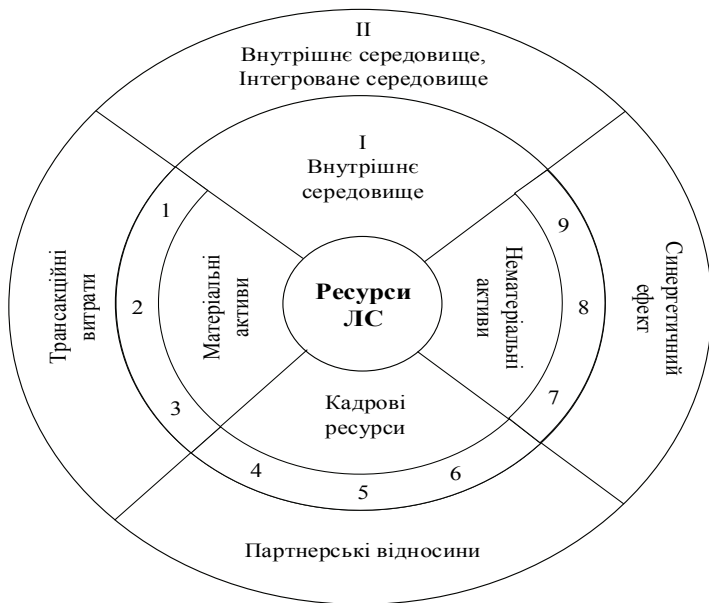 II
Внутрішнє середовище,
Інтегроване середовище
I
Внутрішнє
середовище
1
2
3
Трансакційні
витрати
Матеріальні
активи
Ресурси
ЛС
Нематеріальні
активи
9
8
7
Синергетичний
ефект
Кадрові
ресурси
4
5
6
Партнерські відносини